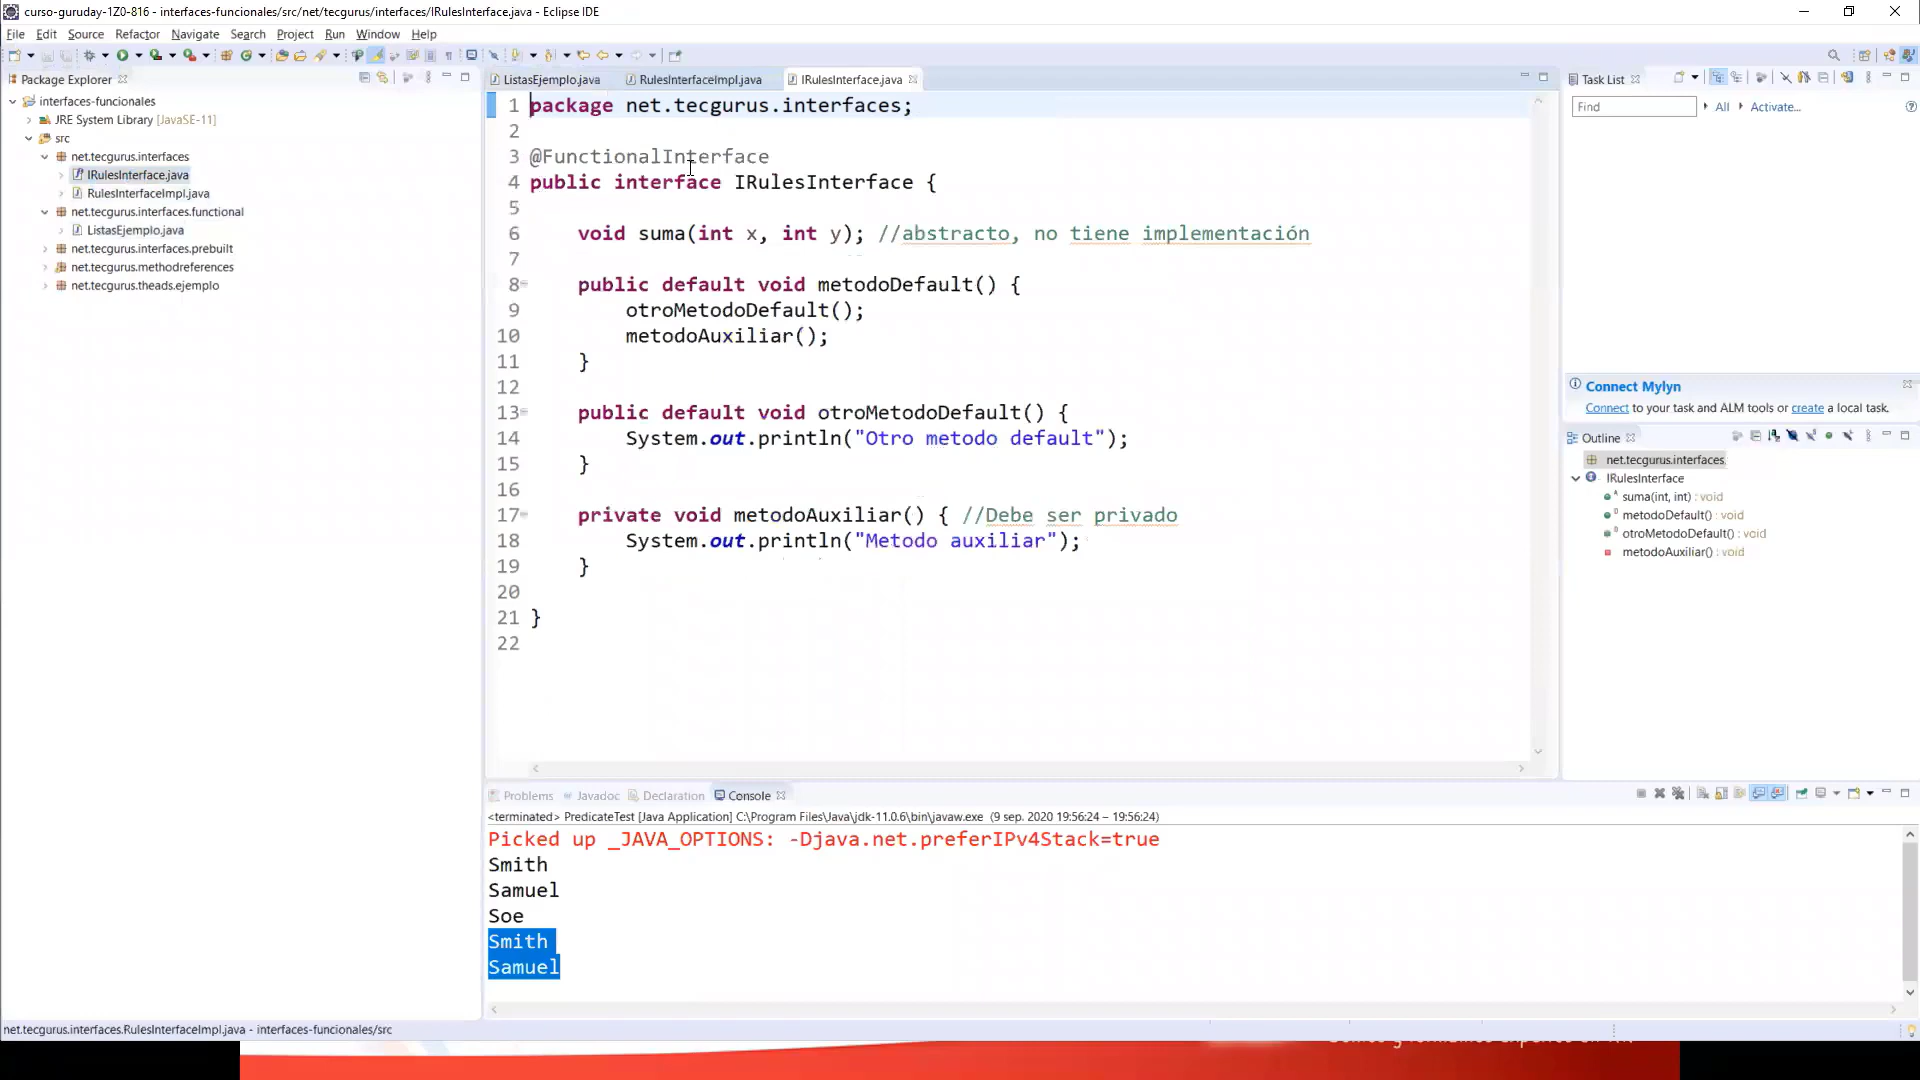 curso-guruday-1Z0-816 - interfaces-funcionales/src/net/tecgurus/interfaces/IRulesInterface.java - Eclipse IDE
File Edit Source Refactor Navigate Search Project Run Window Help
Package Explorer
interfaces-funcionales
JRE System Library [JavaSE-11]
src
net.tecgurus.interfaces
IRulesInterface.java
RulesInterfaceImpl.java
net.tecgurus.interfaces.functional
ListasEjemplo.java
net.tecgurus.interfaces.prebuilt
net.tecgurus.methodreferences
net.tecgurus.theads.ejemplo
ListasEjemplo.java RulesInterfaceImpl.java IRulesInterface.java
1 package net.tecgurus.interfaces;
2
3 @FunctionalInterface
4 public interface IRulesInterface {
5
6 void suma(int x, int y); //abstracto, no tiene implementación
7
8 public default void metodoDefault() {
9 otroMetodoDefault();
10 metodoAuxiliar();
11 }
12
13 public default void otroMetodoDefault() {
14 System.out.println("Otro metodo default");
15 }
16
17 private void metodoAuxiliar() { //Debe ser privado
18 System.out.println("Metodo auxiliar");
19 }
20
21 }
22
Task List
Find All Activate...
Connect Mylyn
Connect to your task and ALM tools or create a local task.
Outline
net.tecgurus.interfaces
IRulesInterface
suma(int, int) : void
metodoDefault() : void
otroMetodoDefault() : void
metodoAuxiliar() : void
Problems Javadoc Declaration Console
<terminated> PredicateTest [Java Application] C:\Program Files\Java\jdk-11.0.6\bin\javaw.exe (9 sep. 2020 19:56:24 – 19:56:24)
Picked up _JAVA_OPTIONS: -Djava.net.preferIPv4Stack=true
Smith
Samuel
Soe
Smith
Samuel
net.tecgurus.interfaces.RulesInterfaceImpl.java - interfaces-funcionales/src